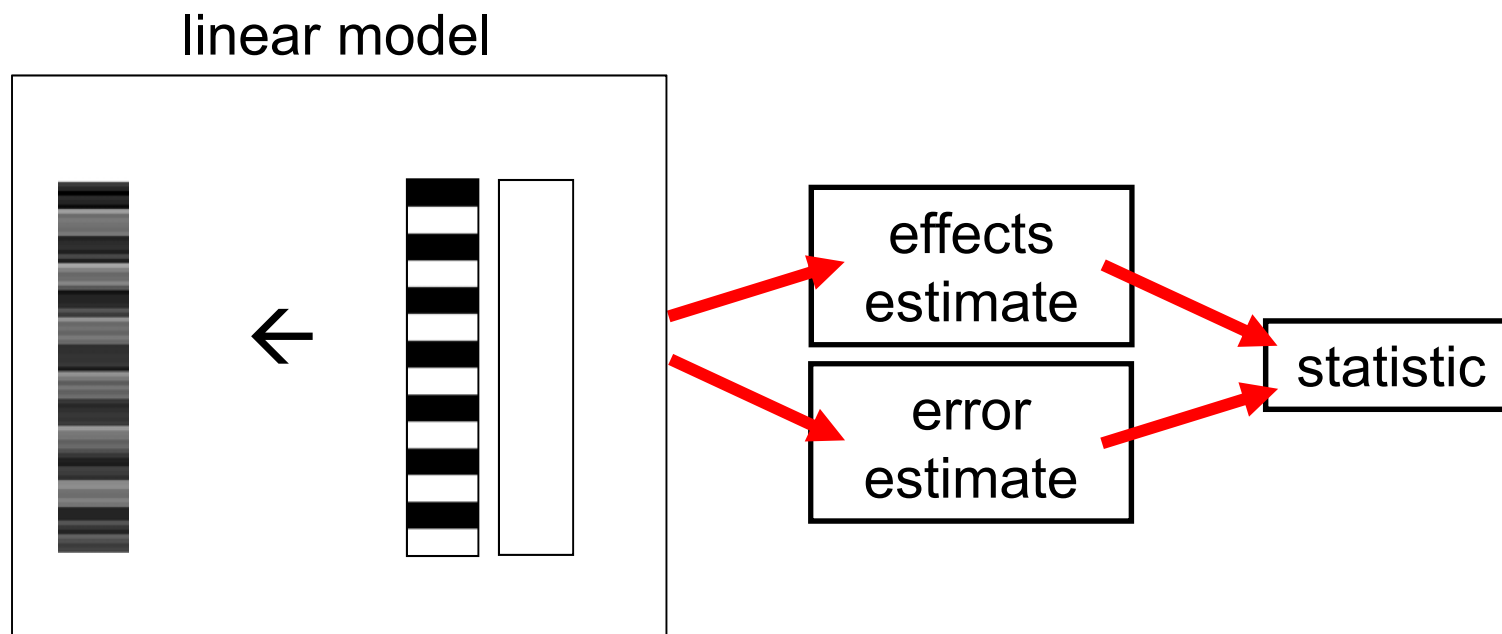 linear model
effects
estimate
error
estimate
statistic